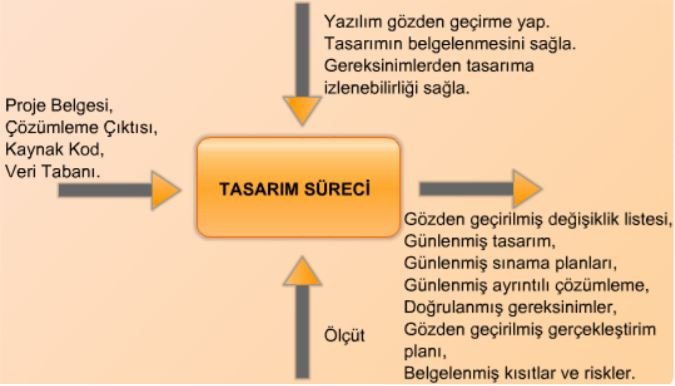 Yazılım gözden geçirme yap.
Tasarımın belgelenmesini sağla.
Gereksinimlerden tasarıma
izlenebilirliği sağla.
Proje Belgesi,
Çözümleme Çıktısı,
Kaynak Kod,
Veri Tabanı.
TASARIM SÜRECİ
Gözden geçirilmiş değişiklik listesi,
Günlenmiş tasarım,
Günlenmiş sınama planları,
Günlenmiş ayrıntılı çözümleme,
Doğrulanmış gereksinimler,
Gözden geçirilmiş gerçekleştirim
planı,
Belgelenmiş kısıtlar ve riskler.
Ölçüt